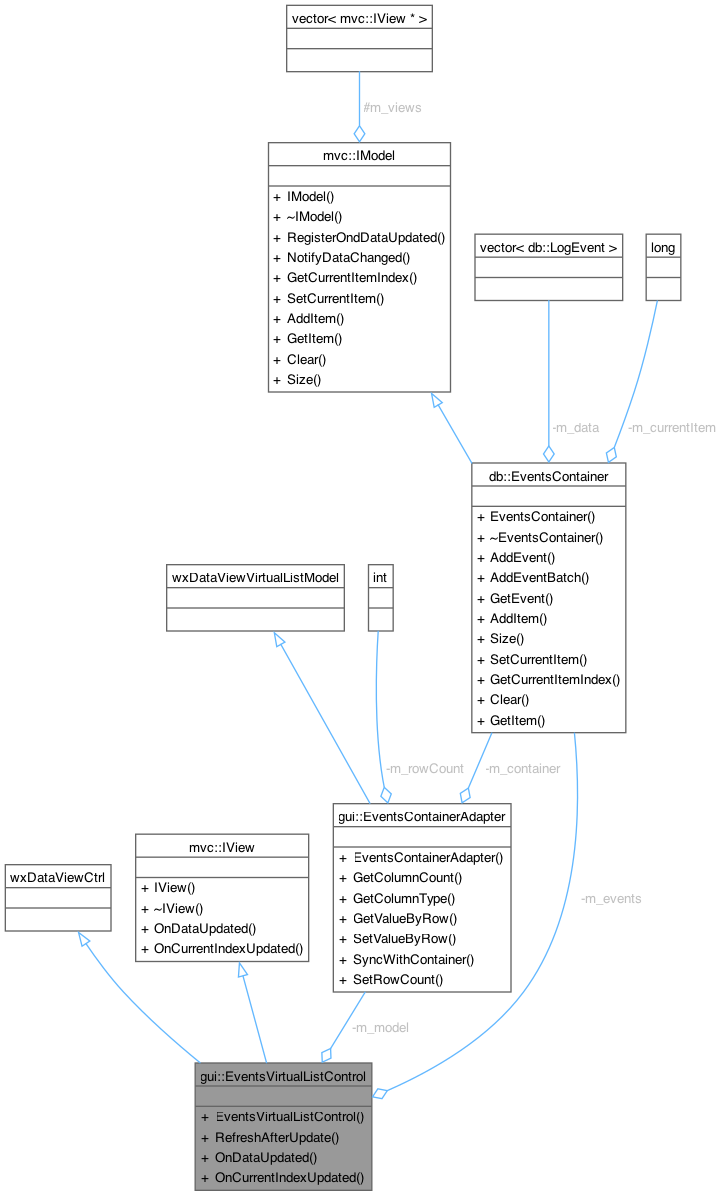 vector< mvc::IView * >
#m_views
mvc::IModel
+ IModel()
+ ~IModel()
+ RegisterOndDataUpdated()
+ NotifyDataChanged()
+ GetCurrentItemIndex()
+ SetCurrentItem()
+ AddItem()
+ GetItem()
+ Clear()
+ Size()
vector< db::LogEvent >
long
-m_data
-m_currentItem
db::EventsContainer
+ EventsContainer()
+ ~EventsContainer()
+ AddEvent()
+ AddEventBatch()
+ GetEvent()
+ AddItem()
+ Size()
+ SetCurrentItem()
+ GetCurrentItemIndex()
+ Clear()
+ GetItem()
wxDataViewVirtualListModel
int
-m_rowCount
-m_container
gui::EventsContainerAdapter
+ EventsContainerAdapter()
+ GetColumnCount()
+ GetColumnType()
+ GetValueByRow()
+ SetValueByRow()
+ SyncWithContainer()
+ SetRowCount()
mvc::IView
+ IView()
+ ~IView()
+ OnDataUpdated()
+ OnCurrentIndexUpdated()
wxDataViewCtrl
-m_events
-m_model
gui::EventsVirtualListControl
+ EventsVirtualListControl()
+ RefreshAfterUpdate()
+ OnDataUpdated()
+ OnCurrentIndexUpdated()